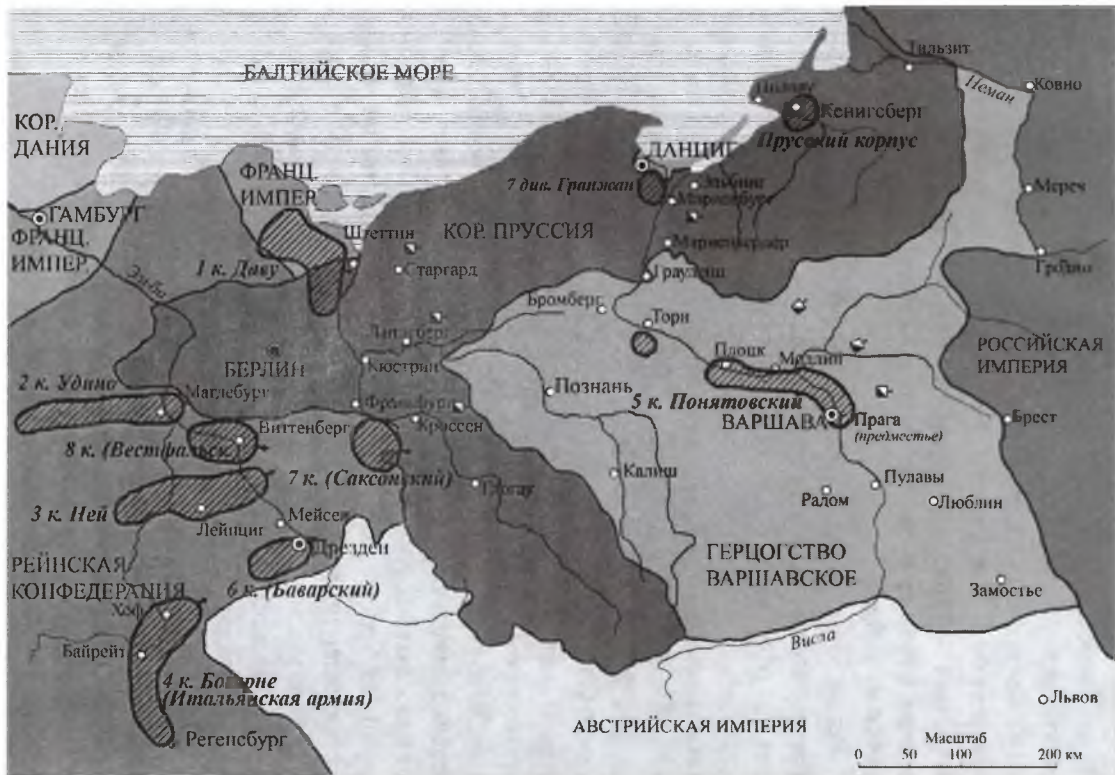 БАЛТИЙСКОЕ МОРЕ
КОР.
ДАНИЯ
Тильзит
Неман
Ковно
Кенигсберг
Прусский корпус
ДАНЦИГ
7 див. Гранжан
Эльбинг
Мариенбург
Мереч
ФРАНЦ.
ИМПЕР.
ГАМБУРГ
ФРАНЦ.
ИМПЕР.
Штеттин
КОР. ПРУССИЯ
Мариенвердер
Гродно
1 к. Даву
Эльба
Старгард
Грауденц
Бромберг
Торн
Ландсберг
БЕРЛИН
Кюстрин
РОССИЙСКАЯ
ИМПЕРИЯ
Плоцк
Модлин
2 к. Удино
Магдебург
Познань
5 к. Понятовский
ВАРШАВА
Прага
(предместье)
Брест
Франкфурт
Виттенберг
Кроссен
8 к. (Вестфальск.)
7 к. (Саксонский)
Калиш
Глогау
Радом
Пулавы
Люблин
3 к. Ней
Лейпциг
Мейсен
Дрезден
РЕЙНСКАЯ
КОНФЕДЕРАЦИЯ
6 к. (Баварский)
ГЕРЦОГСТВО
ВАРШАВСКОЕ
Замостье
Хоф
Байрейт
Висла
4 к. Богарне
(Итальянская армия)
Регенсбург
АВСТРИЙСКАЯ ИМПЕРИЯ
Львов
Масштаб
0 50 100 200 км